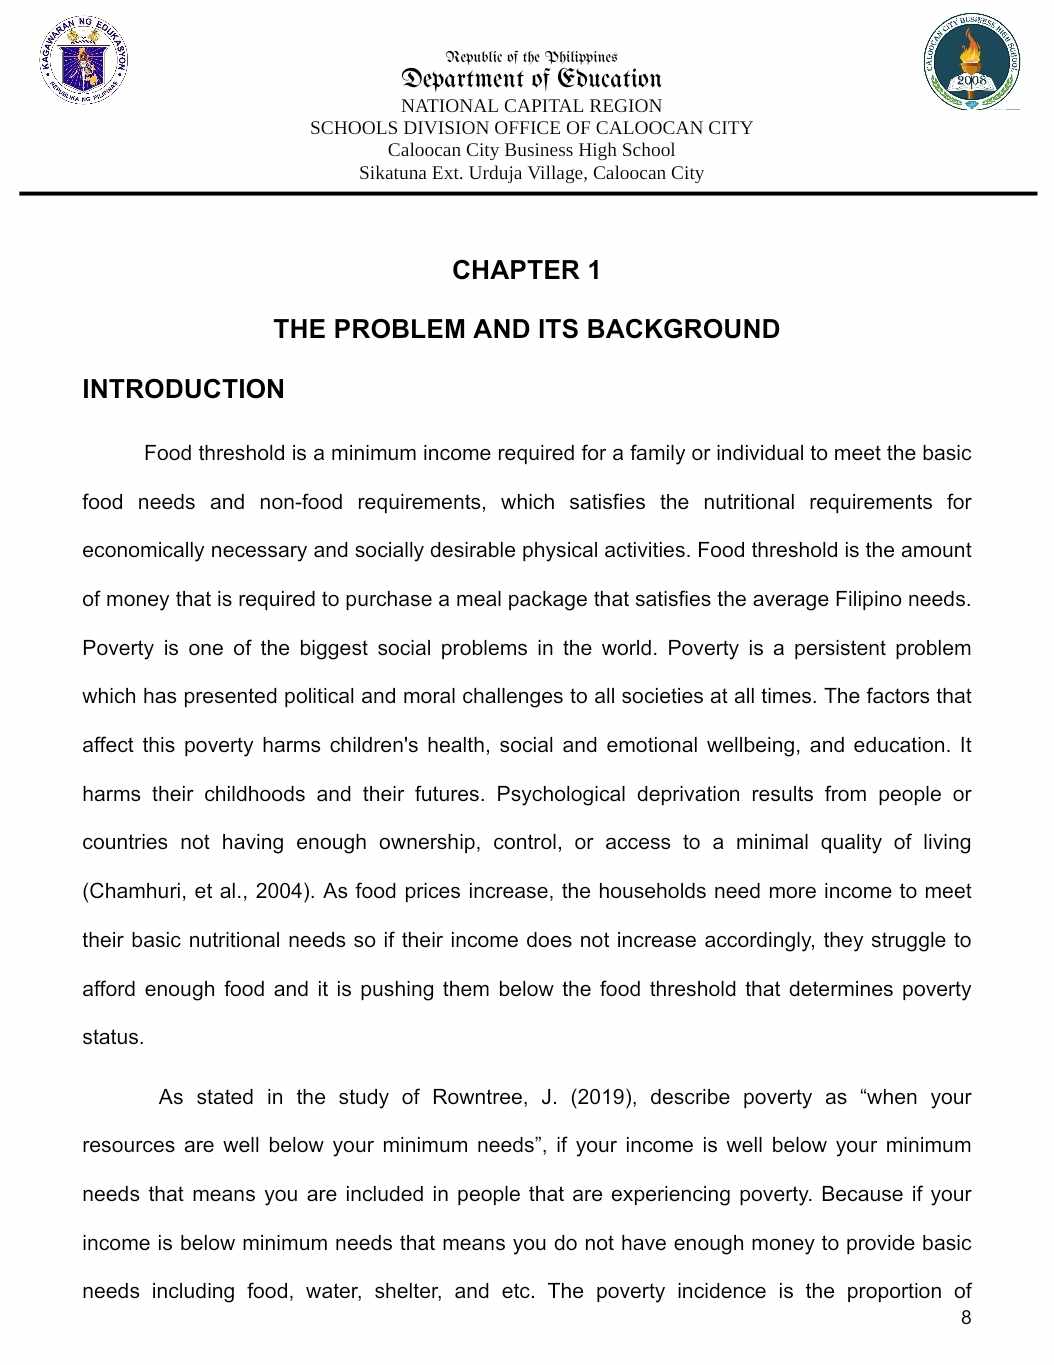 KAGAWARAN NG EDUKASYON
REPUBLIKA NG PILIPINAS
CALOOCAN CITY BUSINESS HIGH SCHOOL
2008
Republic of the Philippines
Department of Education
NATIONAL CAPITAL REGION
SCHOOLS DIVISION OFFICE OF CALOOCAN CITY
Caloocan City Business High School
Sikatuna Ext. Urduja Village, Caloocan City
CHAPTER 1
THE PROBLEM AND ITS BACKGROUND
INTRODUCTION
Food threshold is a minimum income required for a family or individual to meet the basic
food needs and non-food requirements, which satisfies the nutritional requirements for
economically necessary and socially desirable physical activities. Food threshold is the amount
of money that is required to purchase a meal package that satisfies the average Filipino needs.
Poverty is one of the biggest social problems in the world. Poverty is a persistent problem
which has presented political and moral challenges to all societies at all times. The factors that
affect this poverty harms children's health, social and emotional wellbeing, and education. It
harms their childhoods and their futures. Psychological deprivation results from people or
countries not having enough ownership, control, or access to a minimal quality of living
(Chamhuri, et al., 2004). As food prices increase, the households need more income to meet
their basic nutritional needs so if their income does not increase accordingly, they struggle to
afford enough food and it is pushing them below the food threshold that determines poverty
status.
As stated in the study of Rowntree, J. (2019), describe poverty as “when your
resources are well below your minimum needs”, if your income is well below your minimum
needs that means you are included in people that are experiencing poverty. Because if your
income is below minimum needs that means you do not have enough money to provide basic
needs including food, water, shelter, and etc. The poverty incidence is the proportion of
8